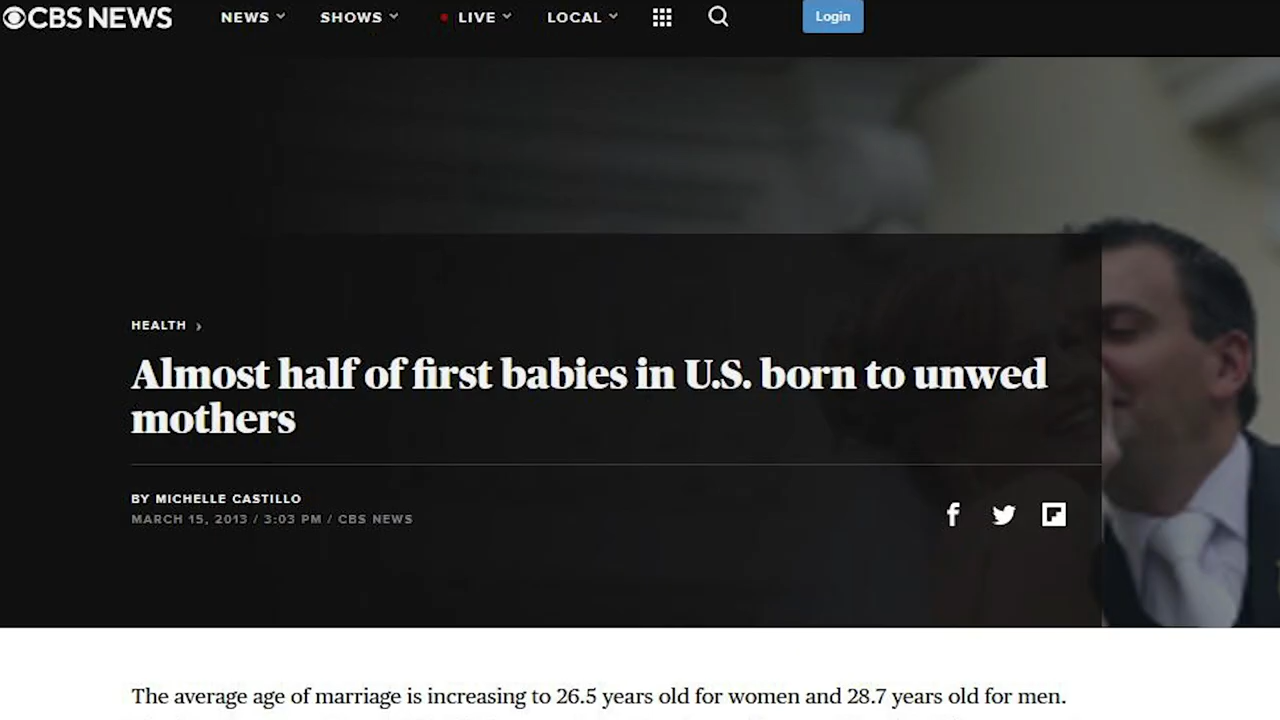 CBS NEWS NEWS SHOWS LIVE LOCAL Login
HEALTH ›
Almost half of first babies in U.S. born to unwed
mothers
BY MICHELLE CASTILLO
MARCH 15, 2013 / 3:03 PM / CBS NEWS
The average age of marriage is increasing to 26.5 years old for women and 28.7 years old for men.